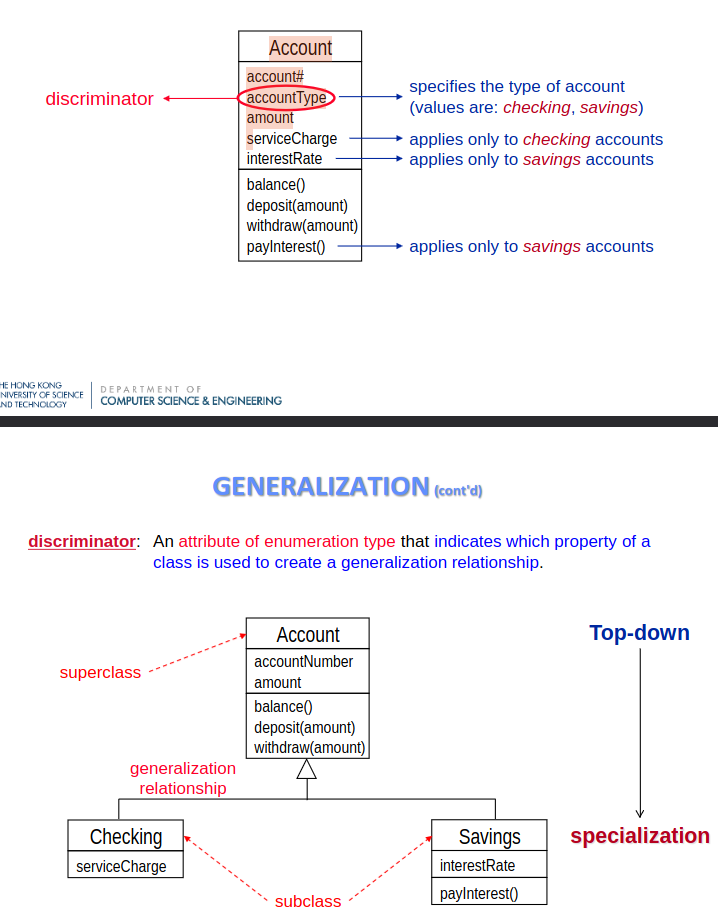 Account
account#
discriminator
accountType
specifies the type of account
(values are: checking, savings)
amount
serviceCharge
applies only to checking accounts
interestRate
applies only to savings accounts
balance()
deposit(amount)
withdraw(amount)
payInterest()
applies only to savings accounts
HE HONG KONG
NIVERSITY OF SCIENCE
ND TECHNOLOGY
DEPARTMENT OF
COMPUTER SCIENCE & ENGINEERING
GENERALIZATION (cont'd)
discriminator: An attribute of enumeration type that indicates which property of a
class is used to create a generalization relationship.
Account
Top-down
accountNumber
superclass
amount
balance()
deposit(amount)
withdraw(amount)
generalization
relationship
Checking
Savings
specialization
serviceCharge
interestRate
payInterest()
subclass